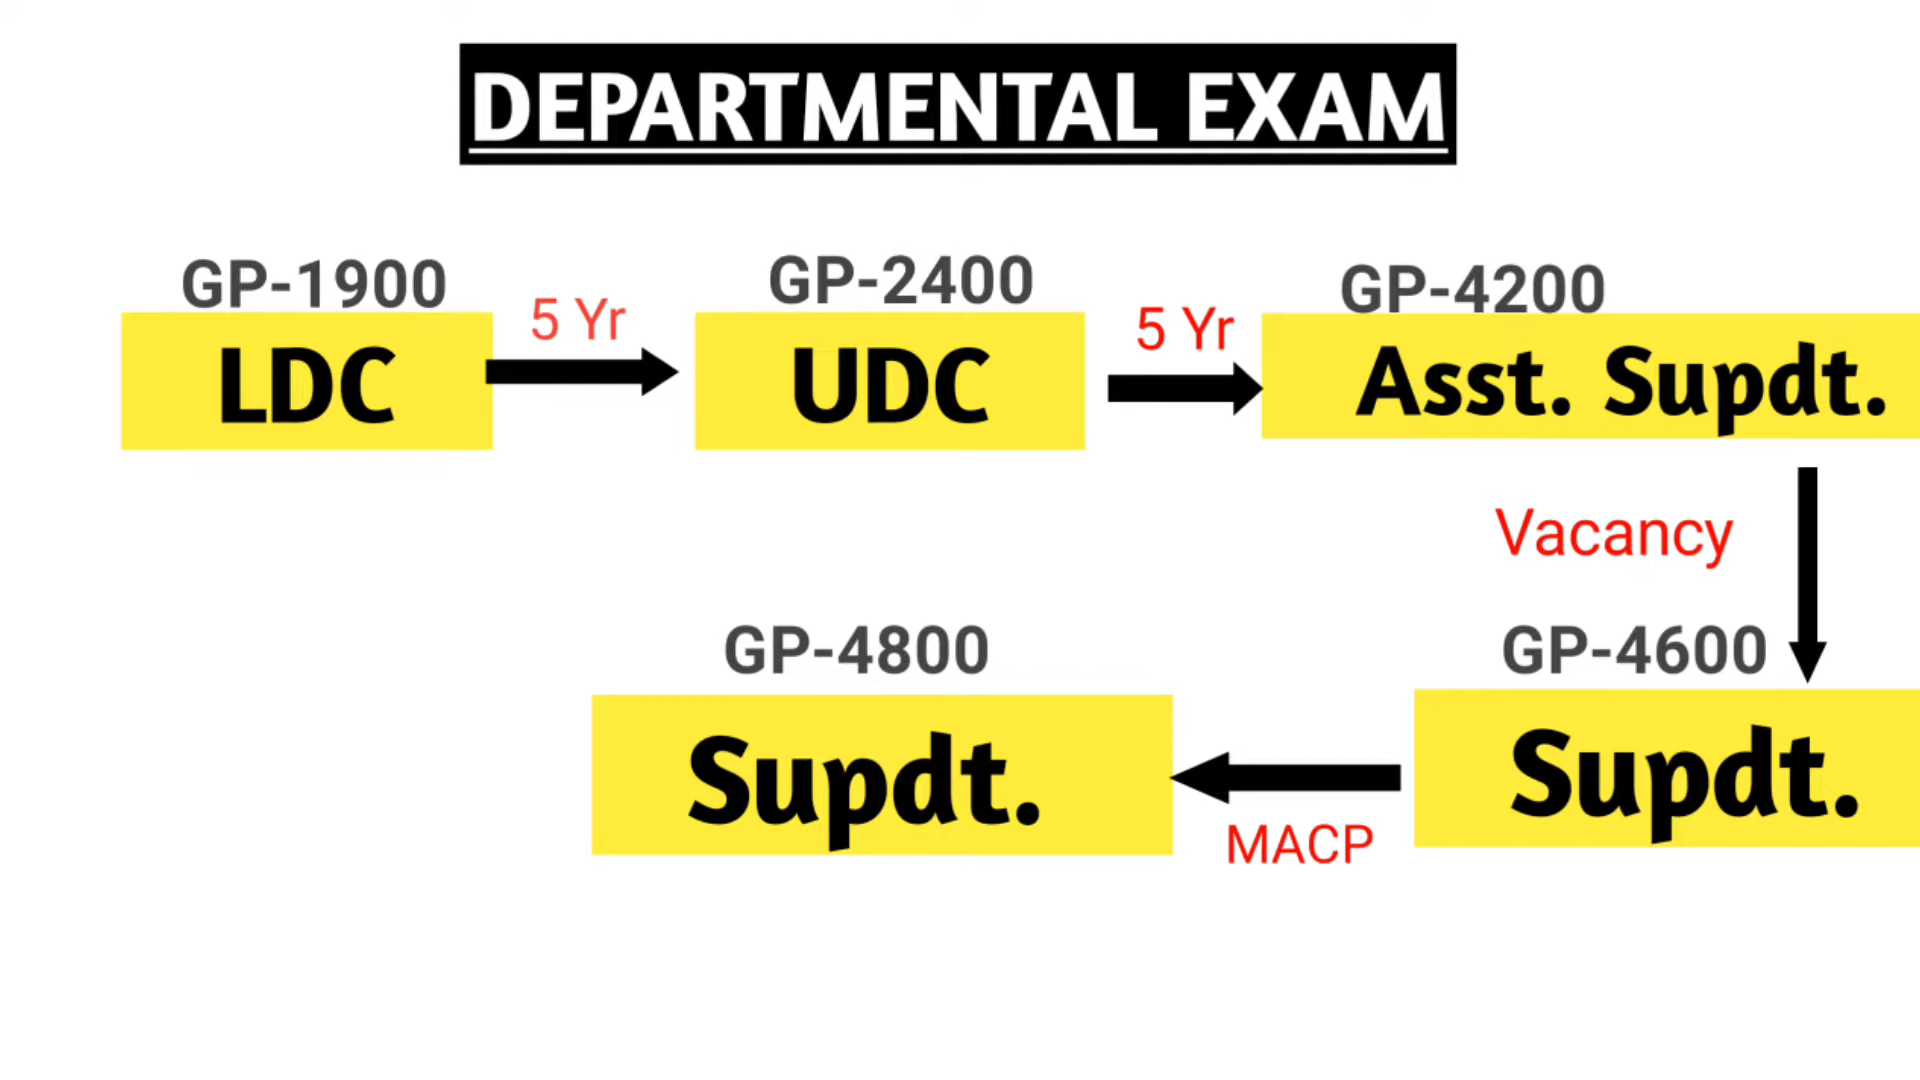 DEPARTMENTAL EXAM
GP-1900
5 Yr
GP-2400
5 Yr
GP-4200
LDC
UDC
Asst. Supdt.
Vacancy
GP-4800
GP-4600
Supdt.
Supdt.
MACP